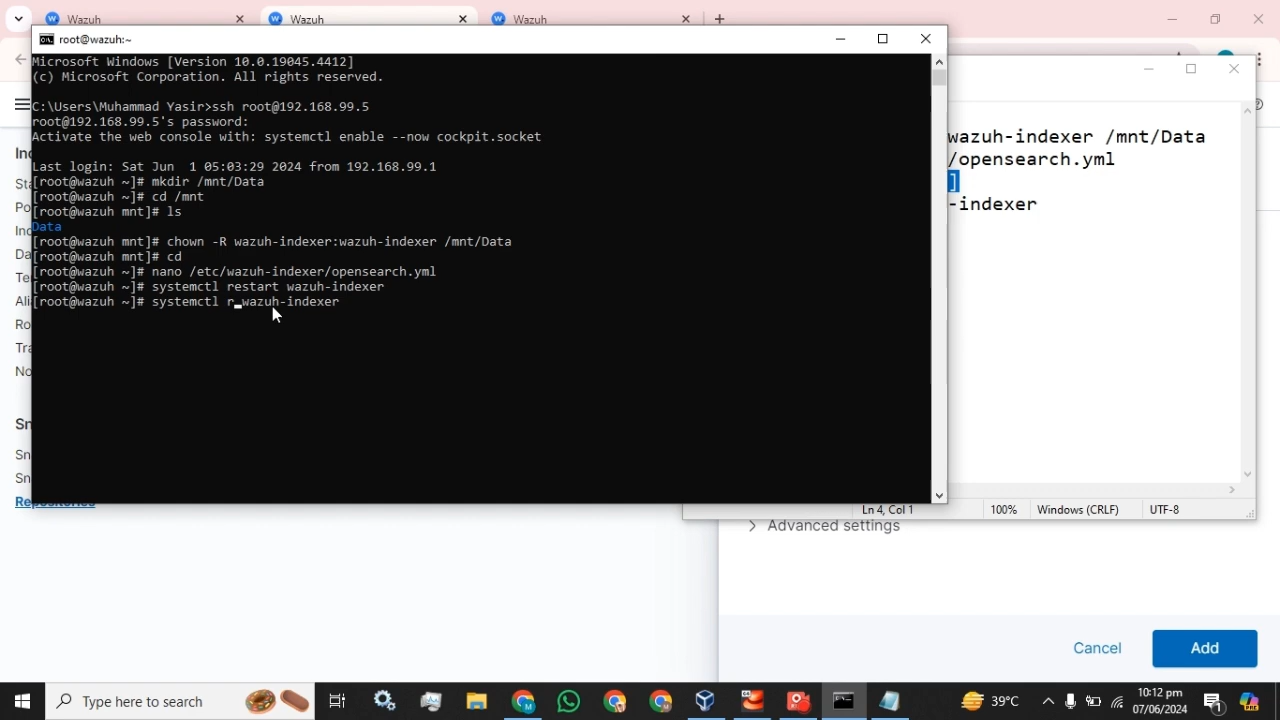 Wazuh
Wazuh
Wazuh
root@wazuh:~
Microsoft Windows [Version 10.0.19045.4412]
(c) Microsoft Corporation. All rights reserved.
C:\Users\Muhammad Yasir>ssh root@192.168.99.5
root@192.168.99.5's password:
Activate the web console with: systemctl enable --now cockpit.socket
Last login: Sat Jun  1 05:03:29 2024 from 192.168.99.1
[root@wazuh ~]# mkdir /mnt/Data
[root@wazuh ~]# cd /mnt
[root@wazuh mnt]# ls
Data
[root@wazuh mnt]# chown -R wazuh-indexer:wazuh-indexer /mnt/Data
[root@wazuh mnt]# cd
[root@wazuh ~]# nano /etc/wazuh-indexer/opensearch.yml
[root@wazuh ~]# systemctl restart wazuh-indexer
[root@wazuh ~]# systemctl r wazuh-indexer
wazuh-indexer /mnt/Data
/opensearch.yml
]
-indexer
Ln 4, Col 1
100%
Windows (CRLF)
UTF-8
Ind
Sta
Po
Ind
Da
Ter
Alia
Ro
Tra
No
Sn
Sn
Sn
Repositories
Advanced settings
Cancel
Add
Type here to search
39°C
10:12 pm
07/06/2024
1